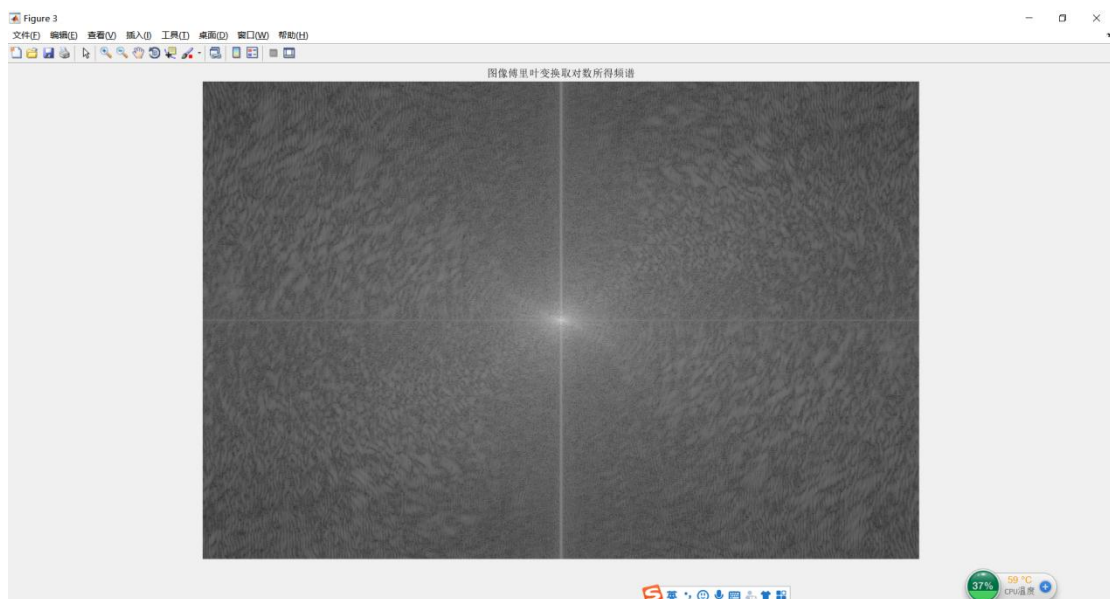 Figure 3
文件(F) 编辑(E) 查看(V) 插入(I) 工具(T) 桌面(D) 窗口(W) 帮助(H)
图像傅里叶变换取对数所得频谱
英
37%
59 °C
CPU温度